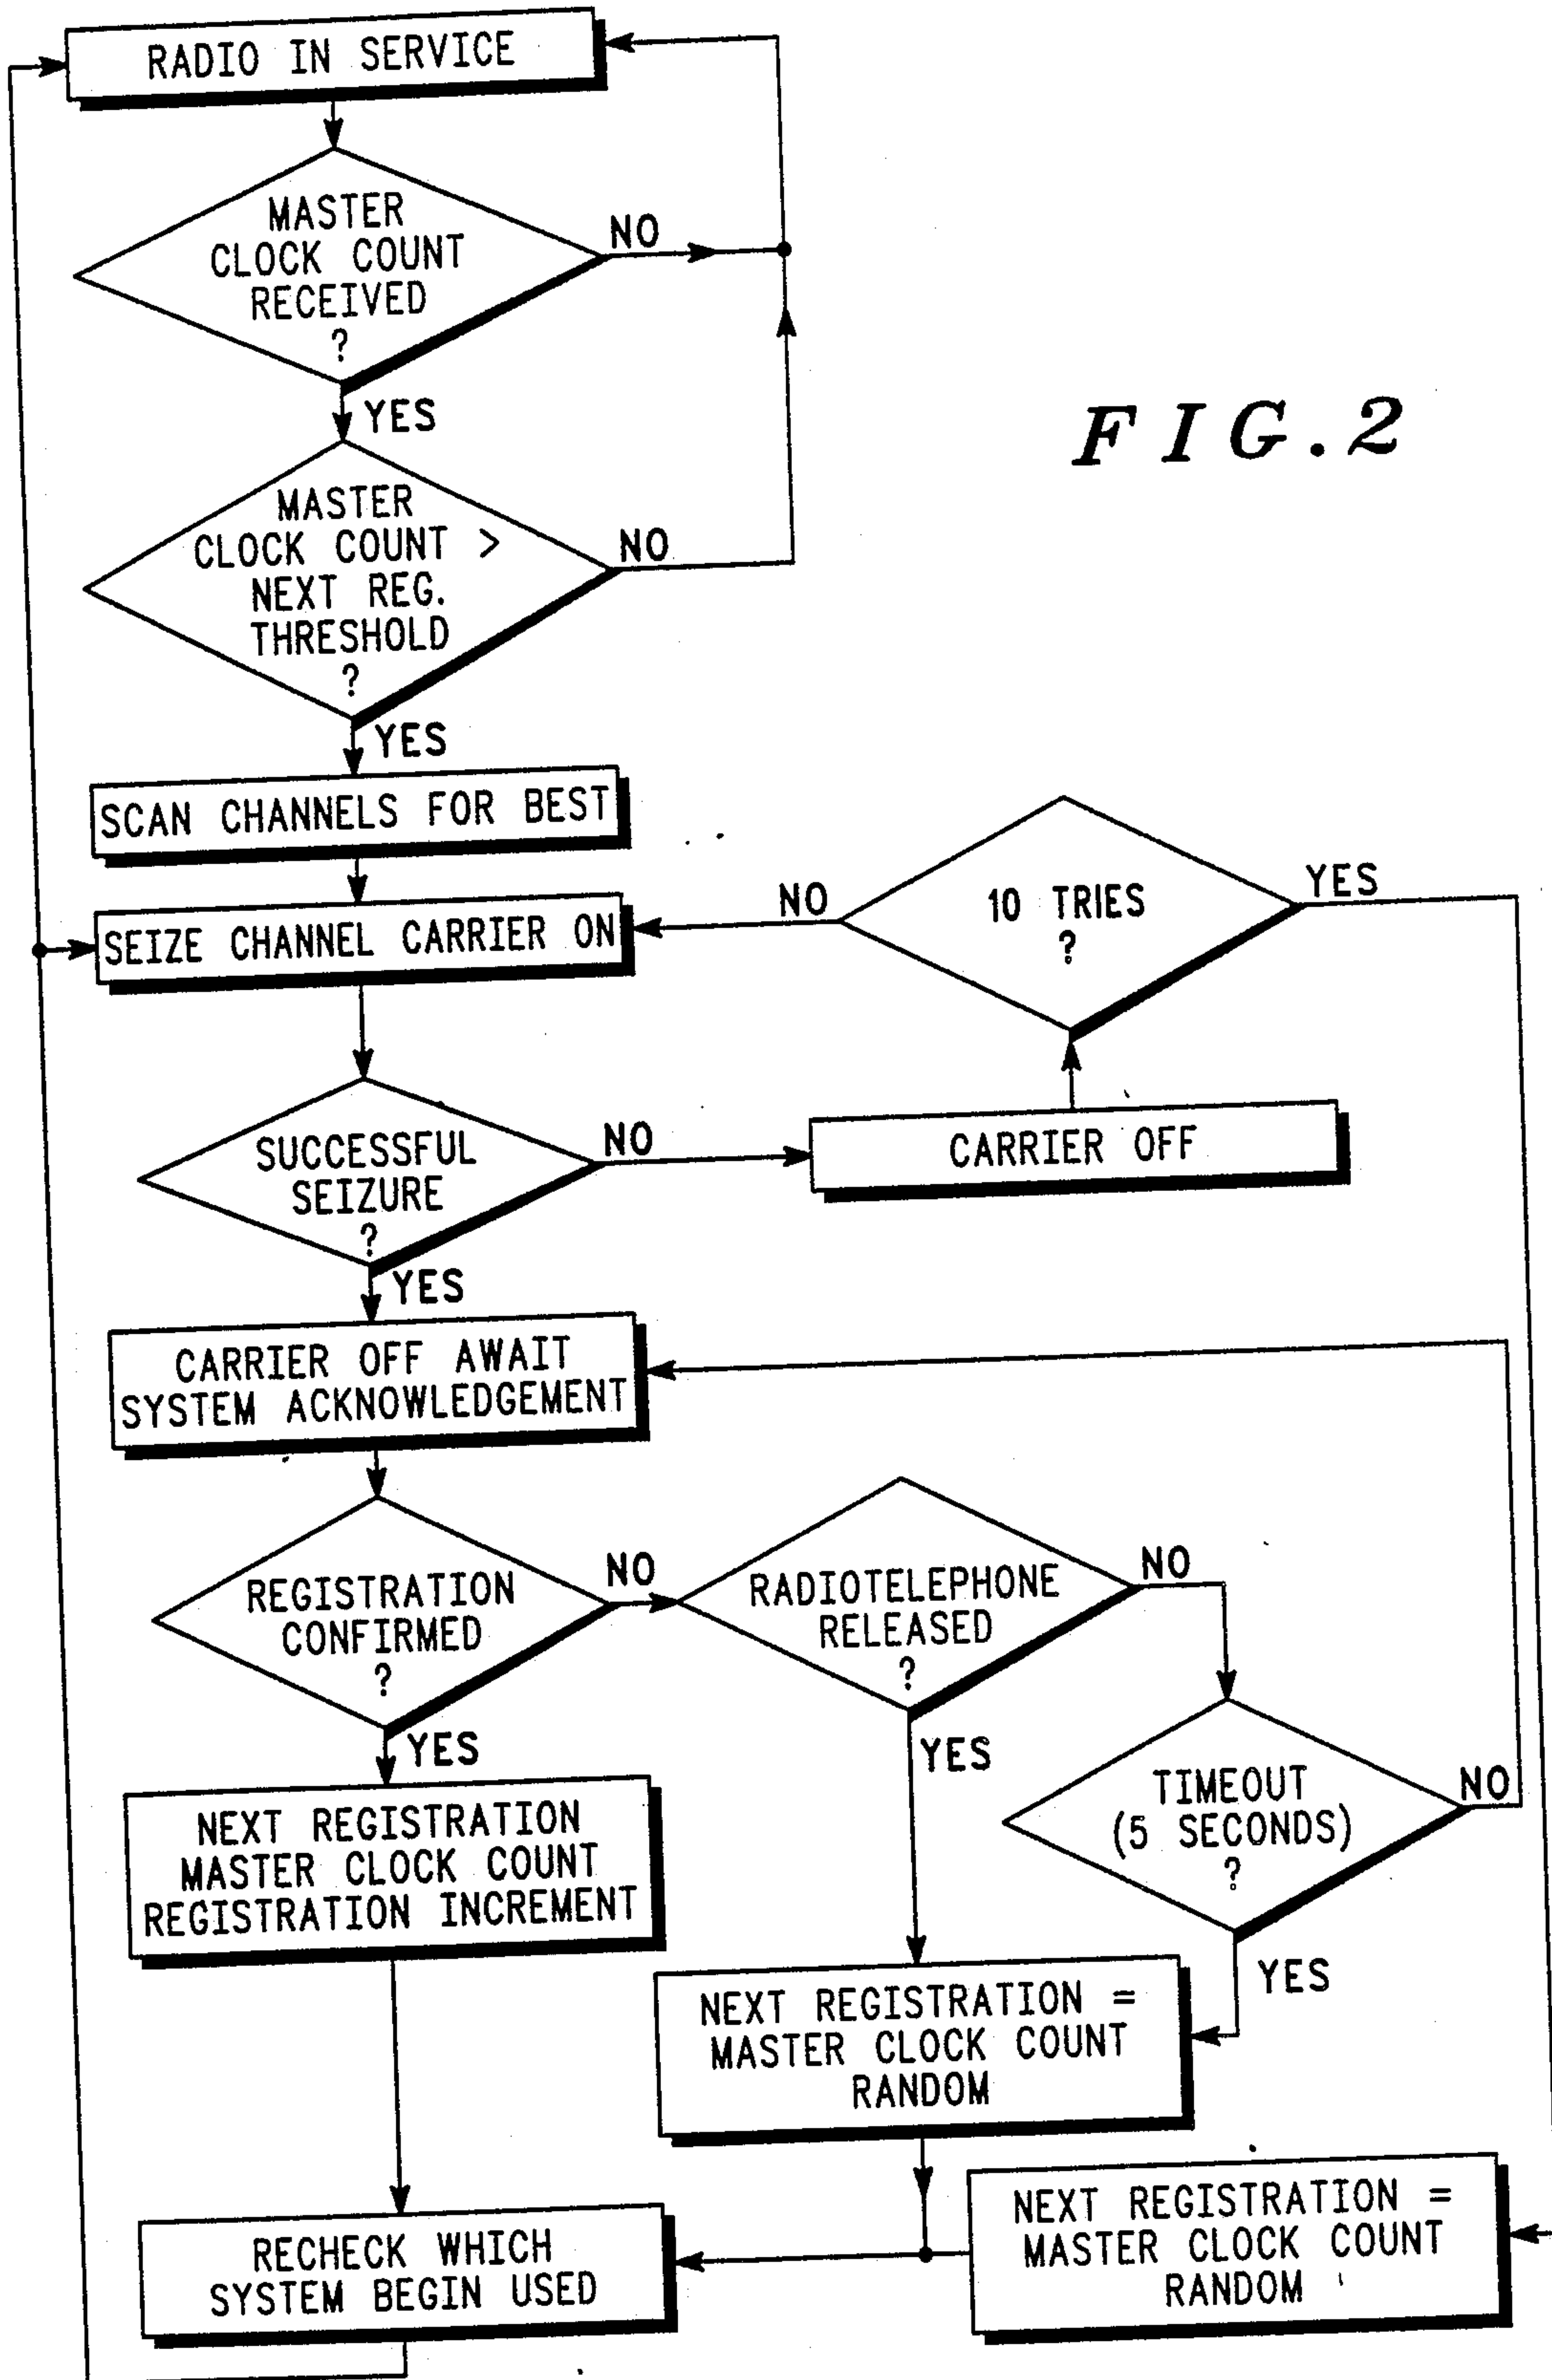 RADIO IN SERVICE
MASTER
CLOCK COUNT
RECEIVED
?
NO
YES
FIG.2
MASTER
CLOCK COUNT >
NEXT REG.
THRESHOLD
?
NO
YES
SCAN CHANNELS FOR BEST
SEIZE CHANNEL CARRIER ON
NO
10 TRIES
?
YES
SUCCESSFUL
SEIZURE
?
NO
CARRIER OFF
YES
CARRIER OFF AWAIT
SYSTEM ACKNOWLEDGEMENT
REGISTRATION
CONFIRMED
?
NO
RADIOTELEPHONE
RELEASED
?
NO
YES
YES
TIMEOUT
(5 SECONDS)
?
NO
YES
NEXT REGISTRATION
MASTER CLOCK COUNT
REGISTRATION INCREMENT
NEXT REGISTRATION =
MASTER CLOCK COUNT
RANDOM
NEXT REGISTRATION =
MASTER CLOCK COUNT
RANDOM
RECHECK WHICH
SYSTEM BEGIN USED